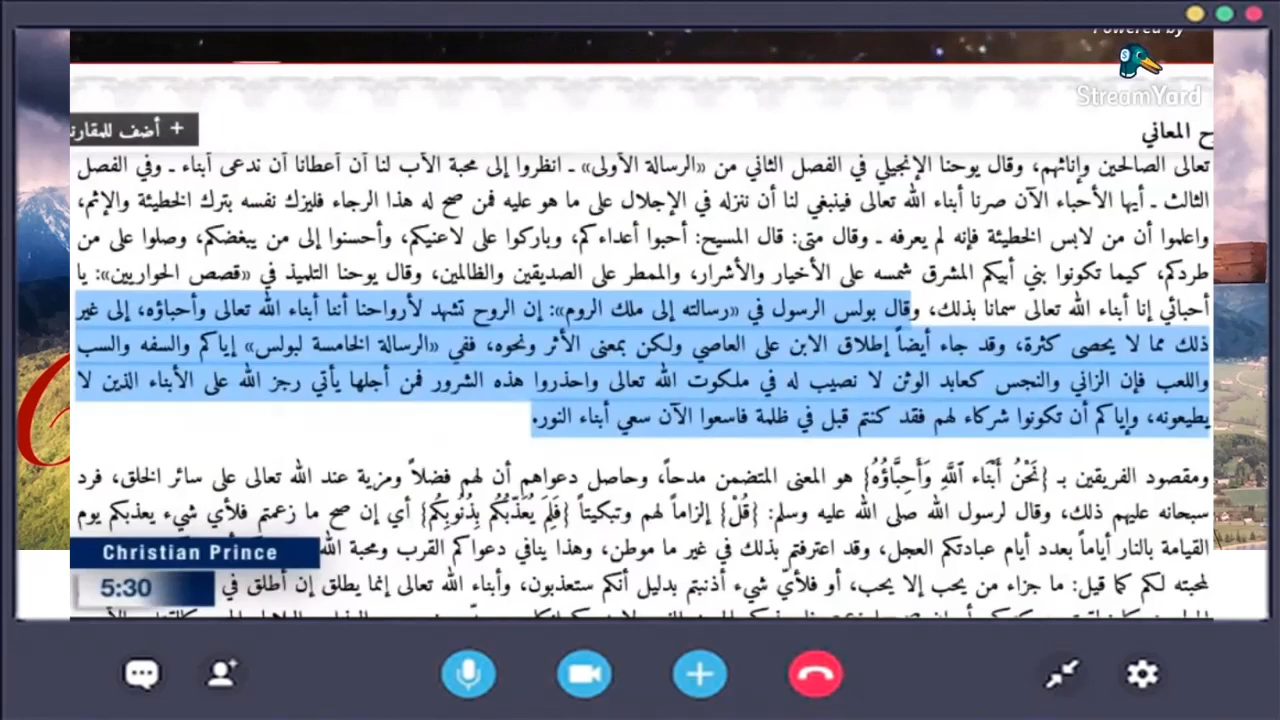 Powered by
StreamYard
+ أضف للمقارنة
ح المعاني
تعالى الصالحين وإناثهم، وقال يوحنا الإنجيلي في الفصل الثاني من «الرسالة الأولى» ـ انظروا إلى محبة الأب لنا أن أعطانا أن ندعى أبناء ـ وفي الفصل
الثالث ـ أيها الأحباء الآن صرنا أبناء الله تعالى فينبغي لنا أن ننزله في الإجلال على ما هو عليه فمن صح له هذا الرجاء فليزك نفسه بترك الخطيئة والإثم،
واعلموا أن من لابس الخطيئة فإنه لم يعرفه ـ وقال متى: قال المسيح: أحبوا أعداءكم، وباركوا على لاعنيكم، وأحسنوا إلى من يبغضكم، وصلوا على من
طردكم، كيما تكونوا بني أبيكم المشرق شمسه على الأخيار والأشرار، والممطر على الصديقين والظالمين، وقال يوحنا التلميذ في «قصص الحواريين»: يا
أحبائي إنا أبناء الله تعالى سمانا بذلك، وقال بولس الرسول في «رسالته إلى ملك الروم»: إن الروح تشهد لأرواحنا أننا أبناء الله تعالى وأحباؤه، إلى غير
ذلك مما لا يحصى كثرة، وقد جاء أيضاً إطلاق الابن على العاصي ولكن بمعنى الأثر ونحوه، ففي «الرسالة الخامسة لبولس» إياكم والسفه والسب
واللعب فإن الزاني والنجس كعابد الوثن لا نصيب له في ملكوت الله تعالى واحذروا هذه الشرور فمن أجلها يأتي رجز الله على الأبناء الذين لا
يطيعونه، وإياكم أن تكونوا شركاء لهم فقد كنتم قبل في ظلمة فاسعوا الآن سعي أبناء النور.
ومقصود الفريقين بـ {نَحْنُ أَبْنَاء ٱللَّهِ وَأَحِبَّاؤُهُ} هو المعنى المتضمن مدحاً، وحاصل دعواهم أن لهم فضلاً ومزية عند الله تعالى على سائر الخلق، فرد
سبحانه عليهم ذلك، وقال لرسول الله صلى الله عليه وسلم: {قُلْ} إلزاماً لهم وتبكيتاً {فَلِمَ يُعَذِّبُكُم بِذُنُوبِكُم} أي إن صح ما زعمتم فلأي شيء يعذبكم يوم
القيامة بالنار أياماً بعدد أيام عبادتكم العجل، وقد اعترفتم بذلك في غير ما موطن، وهذا ينافي دعواكم القرب ومحبة الله
لمحبته لكم كما قيل: ما جزاء من يحب إلا يحب، أو فلأي شيء أذنبتم بدليل أنكم ستعذبون، وأبناء الله تعالى إنما يطلق إن أطلق في
Christian Prince
5:30